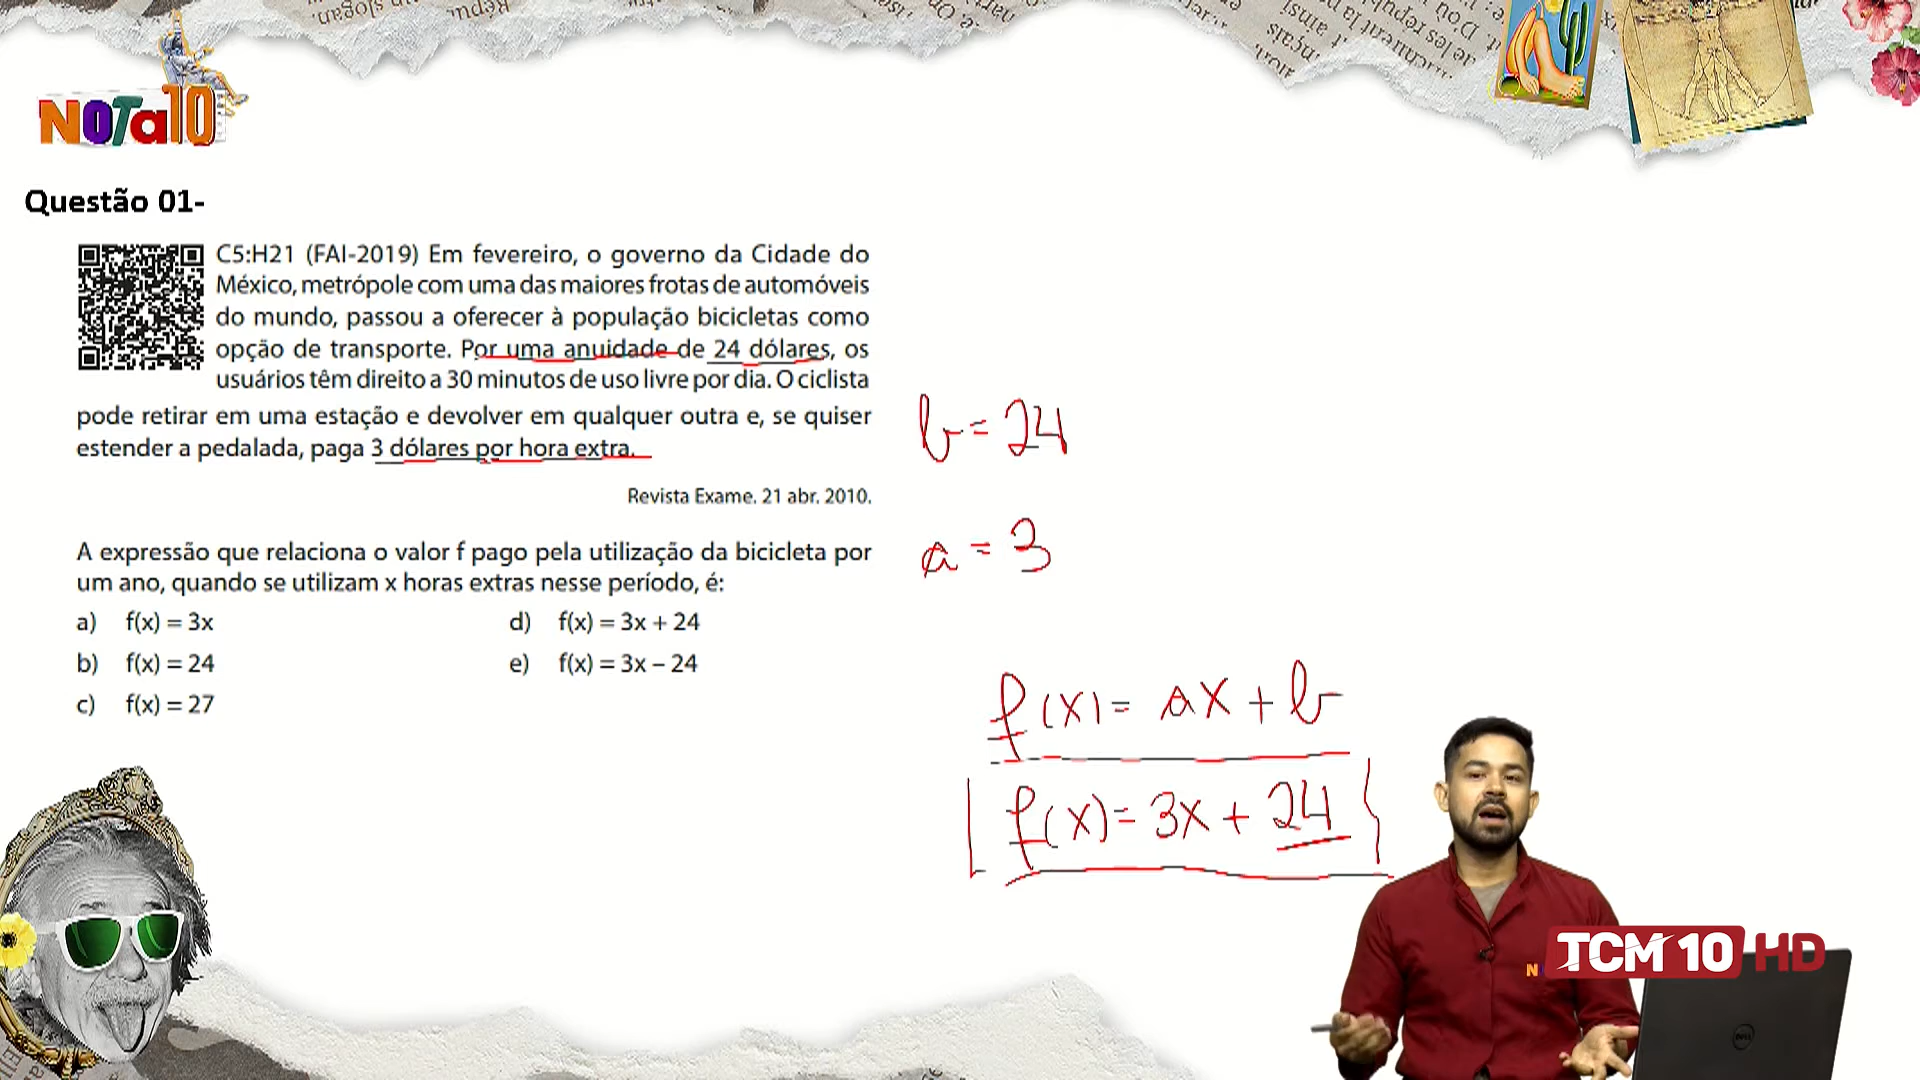 NOTa10
Questão 01-
C5:H21 (FAI-2019) Em fevereiro, o governo da Cidade do
México, metrópole com uma das maiores frotas de automóveis
do mundo, passou a oferecer à população bicicletas como
opção de transporte. Por uma anuidade de 24 dólares, os
usuários têm direito a 30 minutos de uso livre por dia. O ciclista
pode retirar em uma estação e devolver em qualquer outra e, se quiser
estender a pedalada, paga 3 dólares por hora extra.
Revista Exame. 21 abr. 2010.
A expressão que relaciona o valor f pago pela utilização da bicicleta por
um ano, quando se utilizam x horas extras nesse período, é:
a) f(x) = 3x
b) f(x) = 24
c) f(x) = 27
d) f(x) = 3x + 24
e) f(x) = 3x – 24
b = 24
a = 3
f(x) = ax + b
f(x) = 3x + 24
TCM 10 HD
DELL